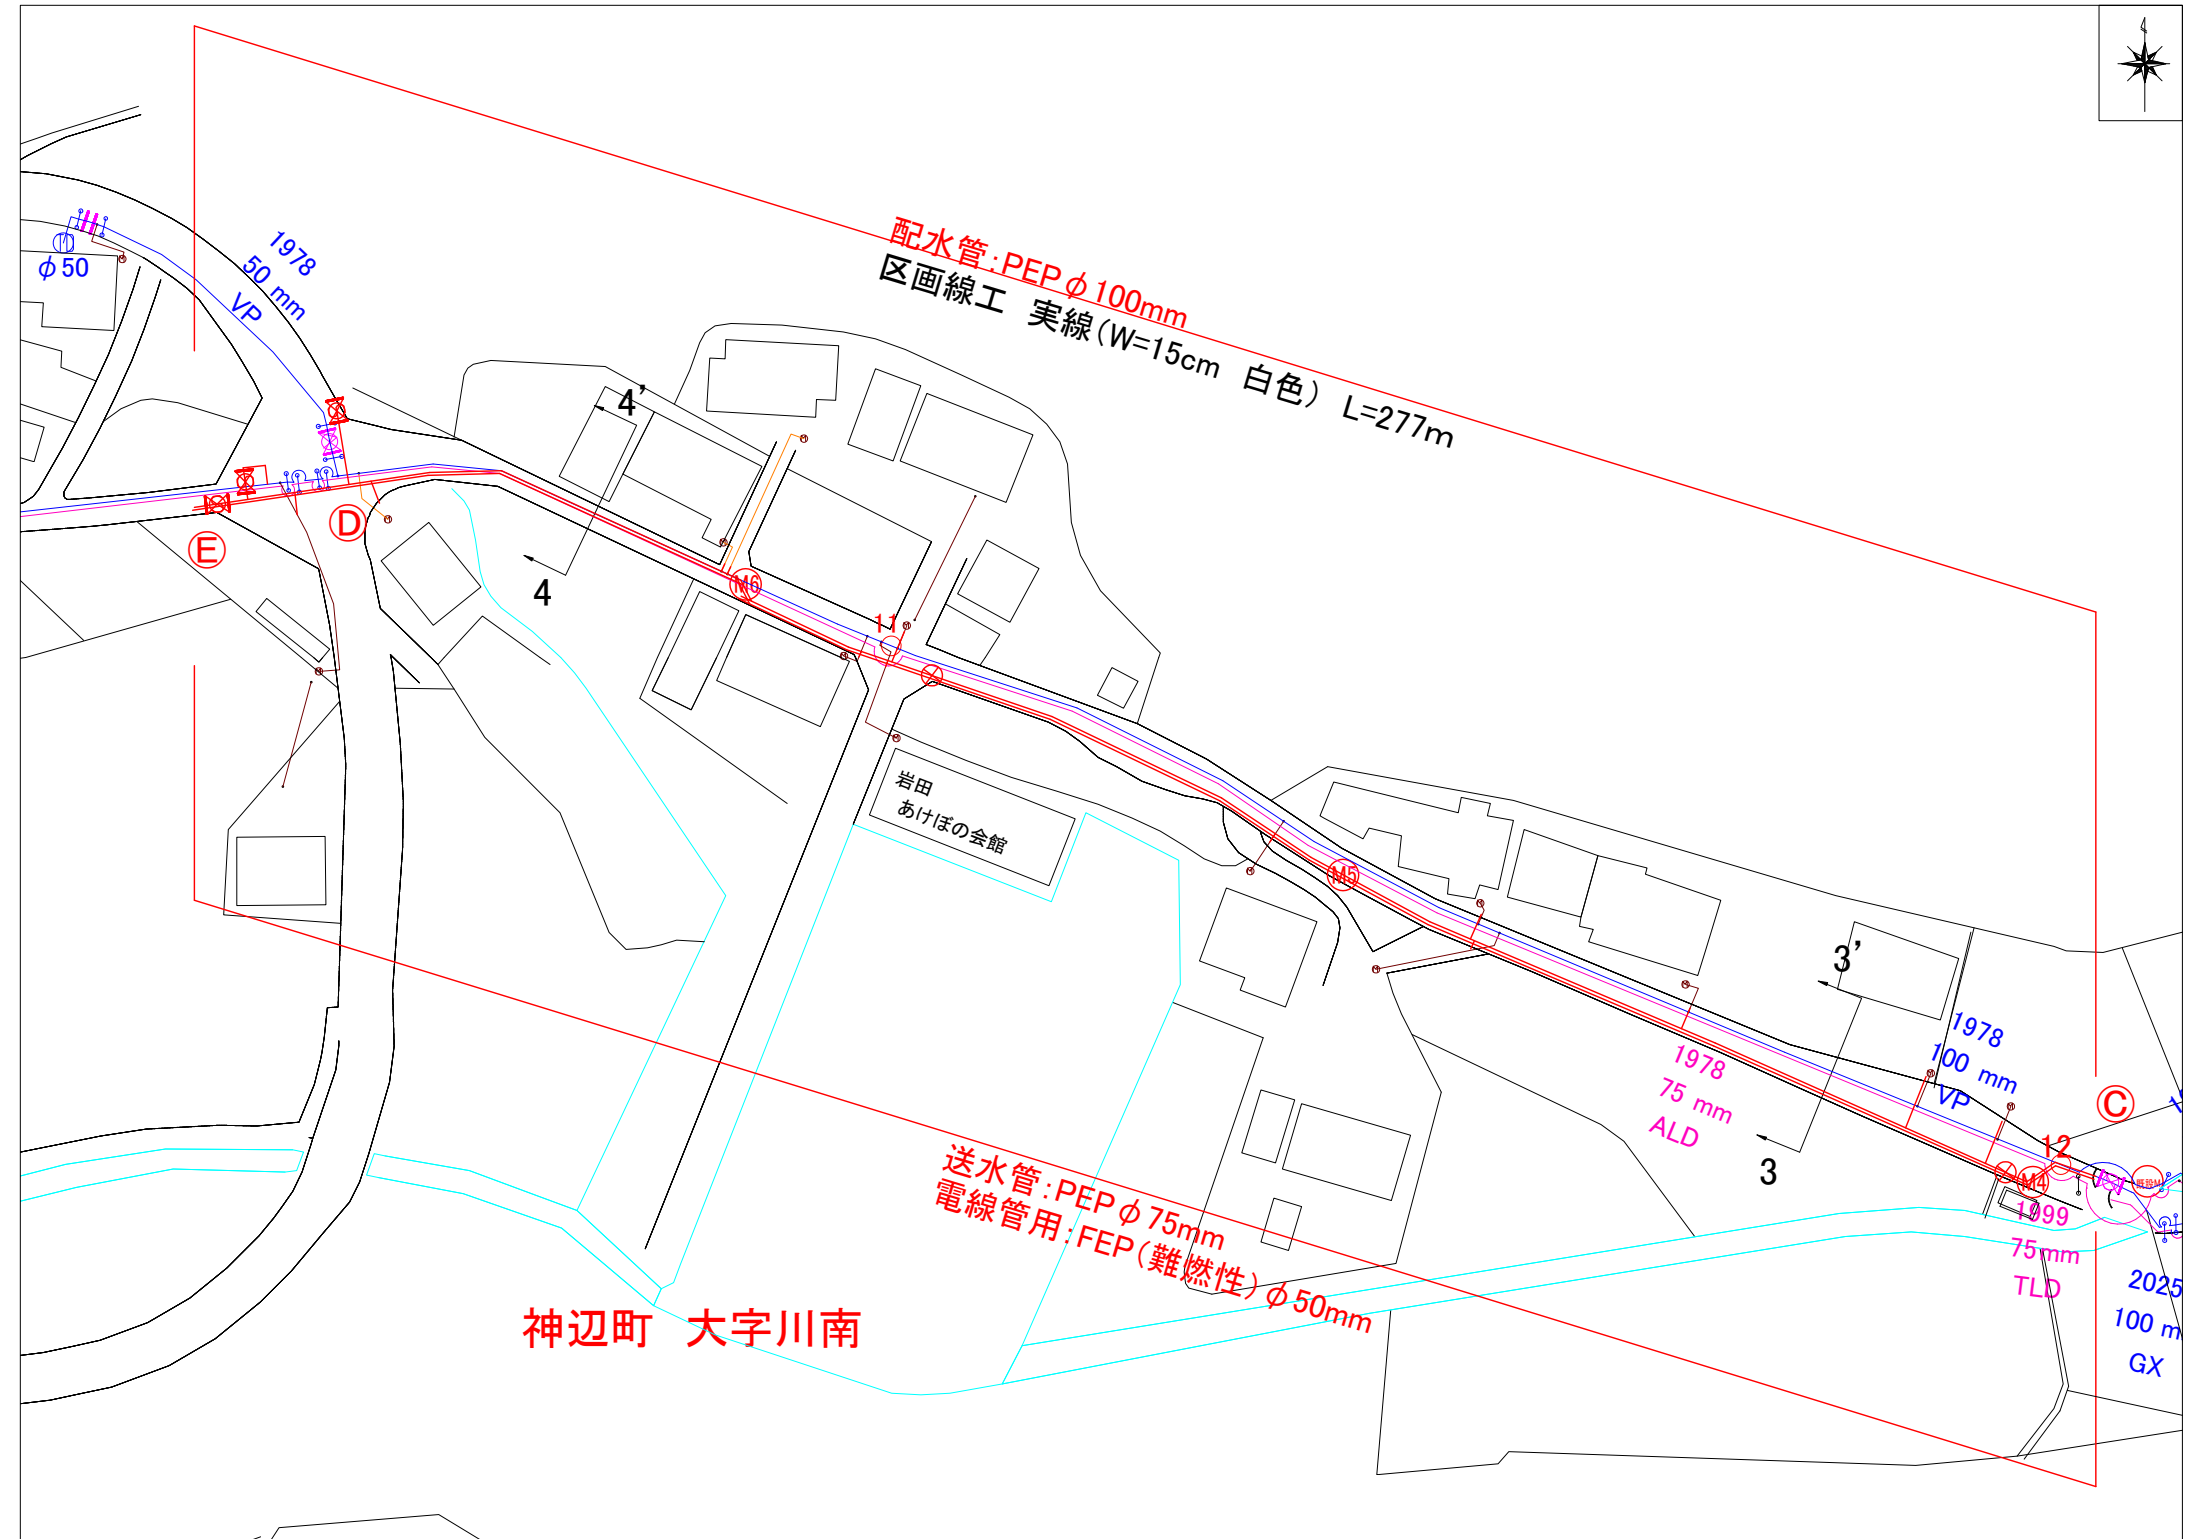 配水管:PEPφ100mm
区画線工 実線(W=15cm 白色) L=277m
1978
50 mm
VP
φ50
4'
4
Ⓓ
Ⓔ
M6
11
岩田
あけぼの会館
M5
3'
3
1978
100 mm
VP
1978
75 mm
ALD
Ⓒ
12
M4
1999
75 mm
TLD
2025
100 m
GX
送水管:PEPφ75mm
電線管用:FEP(難燃性)φ50mm
神辺町 大字川南